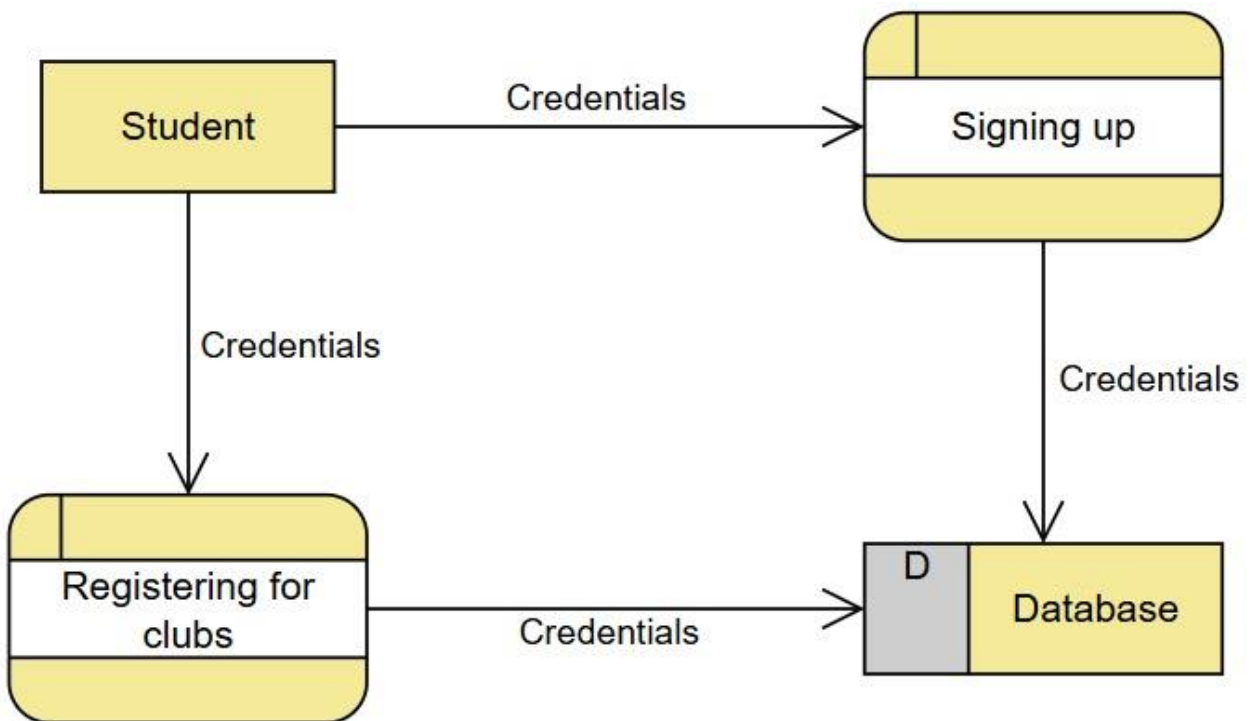 Student
Credentials
Signing up
Credentials
Credentials
Registering for
clubs
Credentials
D
Database